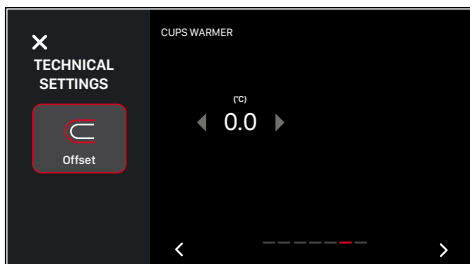 TECHNICAL
SETTINGS
Offset
CUPS WARMER
(°C)
0.0